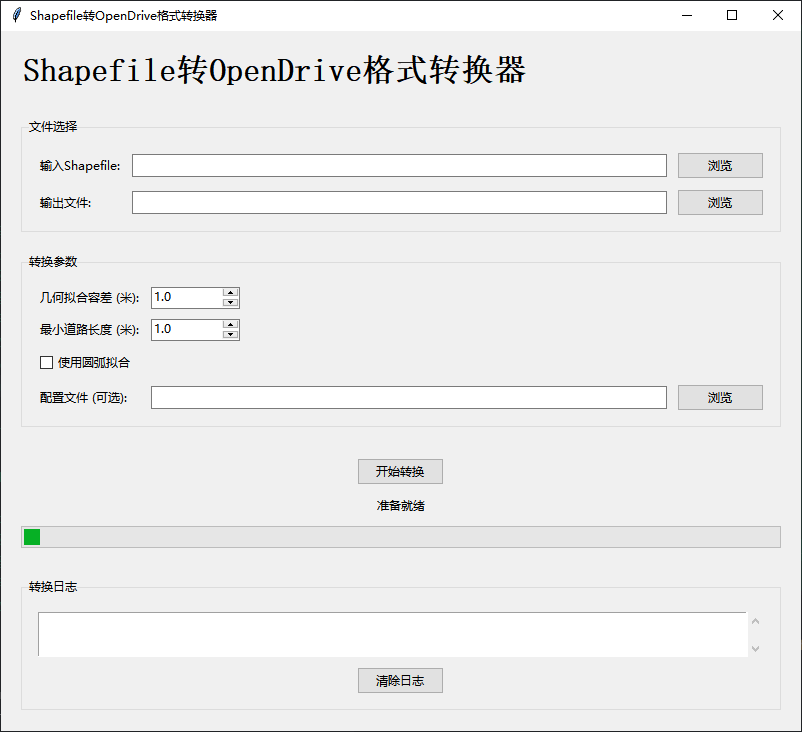 Shapefile转OpenDrive格式转换器
Shapefile转OpenDrive格式转换器
文件选择
输入Shapefile: 浏览
输出文件: 浏览
转换参数
几何拟合容差 (米): 1.0
最小道路长度 (米): 1.0
使用圆弧拟合
配置文件 (可选): 浏览
开始转换
准备就绪
转换日志
清除日志